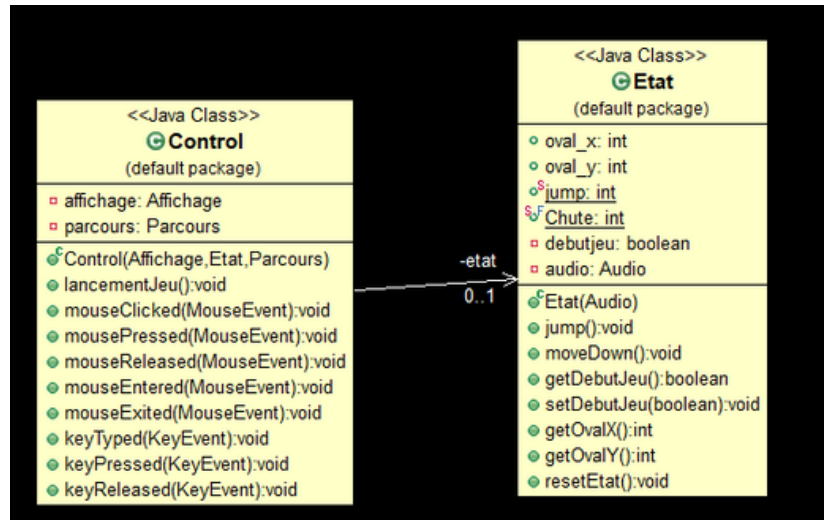 <<Java Class>>
C Control
(default package)
affichage: Affichage
parcours: Parcours
C Control(Affichage,Etat,Parcours)
lancementJeu():void
mouseClicked(MouseEvent):void
mousePressed(MouseEvent):void
mouseReleased(MouseEvent):void
mouseEntered(MouseEvent):void
mouseExited(MouseEvent):void
keyTyped(KeyEvent):void
keyPressed(KeyEvent):void
keyReleased(KeyEvent):void
-etat
0..1
<<Java Class>>
C Etat
(default package)
oval_x: int
oval_y: int
S jump: int
S F Chute: int
debutjeu: boolean
audio: Audio
C Etat(Audio)
jump():void
moveDown():void
getDebutJeu():boolean
setDebutJeu(boolean):void
getOvalX():int
getOvalY():int
resetEtat():void